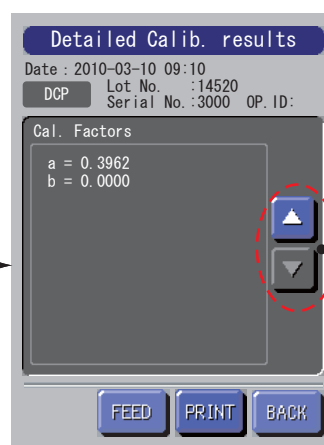 Detailed Calib. results
Date : 2010-03-10 09:10
DCP
Lot No. :14520
Serial No. :3000 OP. ID:
Cal. Factors
a = 0.3962
b = 0.0000
FEED PRINT BACK